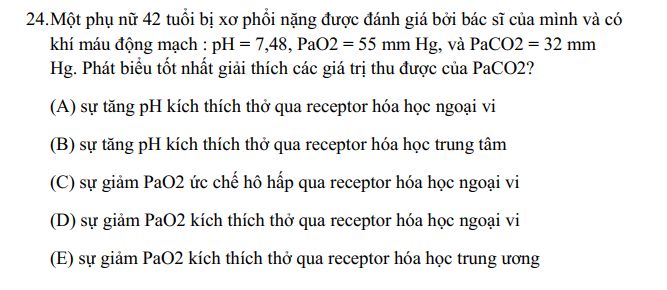 24.Một phụ nữ 42 tuổi bị xơ phổi nặng được đánh giá bởi bác sĩ của mình và có
khí máu động mạch : pH = 7,48, PaO2 = 55 mm Hg, và PaCO2 = 32 mm
Hg. Phát biểu tốt nhất giải thích các giá trị thu được của PaCO2?
(A) sự tăng pH kích thích thở qua receptor hóa học ngoại vi
(B) sự tăng pH kích thích thở qua receptor hóa học trung tâm
(C) sự giảm PaO2 ức chế hô hấp qua receptor hóa học ngoại vi
(D) sự giảm PaO2 kích thích thở qua receptor hóa học ngoại vi
(E) sự giảm PaO2 kích thích thở qua receptor hóa học trung ương